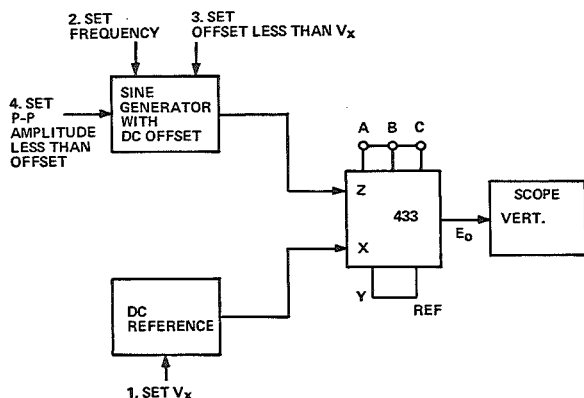 2. SET
FREQUENCY
3. SET
OFFSET LESS THAN Vx
4. SET
P-P
AMPLITUDE
LESS THAN
OFFSET
SINE
GENERATOR
WITH
DC OFFSET
A B C
Z
433
X
Eo
SCOPE
VERT.
Y
REF
DC
REFERENCE
1. SET Vx